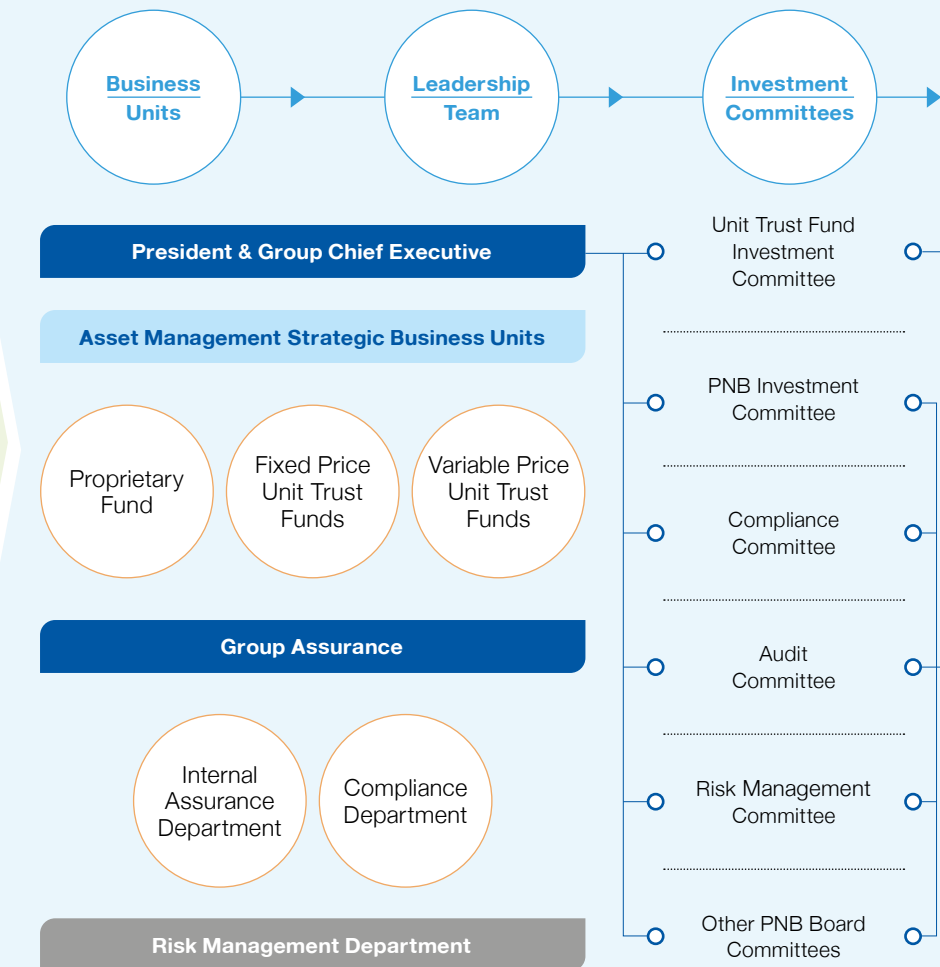 Business
Units
Leadership
Team
Investment
Committees
President & Group Chief Executive
Asset Management Strategic Business Units
Proprietary
Fund
Fixed Price
Unit Trust
Funds
Variable Price
Unit Trust
Funds
Group Assurance
Internal
Assurance
Department
Compliance
Department
Risk Management Department
Unit Trust Fund
Investment
Committee
PNB Investment
Committee
Compliance
Committee
Audit
Committee
Risk Management
Committee
Other PNB Board
Committees